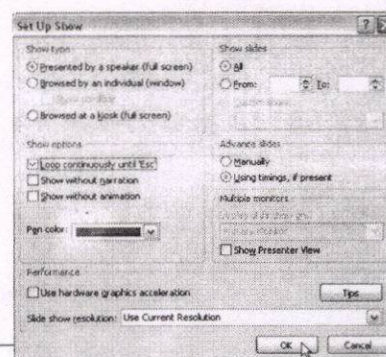 Set Up Show
Show type
Presented by a speaker (full screen)
Browsed by an individual (window)
Browsed at a kiosk (full screen)
Show slides
All
From: To:
Show options
Loop continuously until 'Esc'
Show without narration
Show without animation
Pen color:
Advance slides
Manually
Using timings, if present
Multiple monitors
Primary Monitor
Show Presenter View
Performance
Use hardware graphics acceleration
Tips
Slide show resolution: Use Current Resolution
OK Cancel